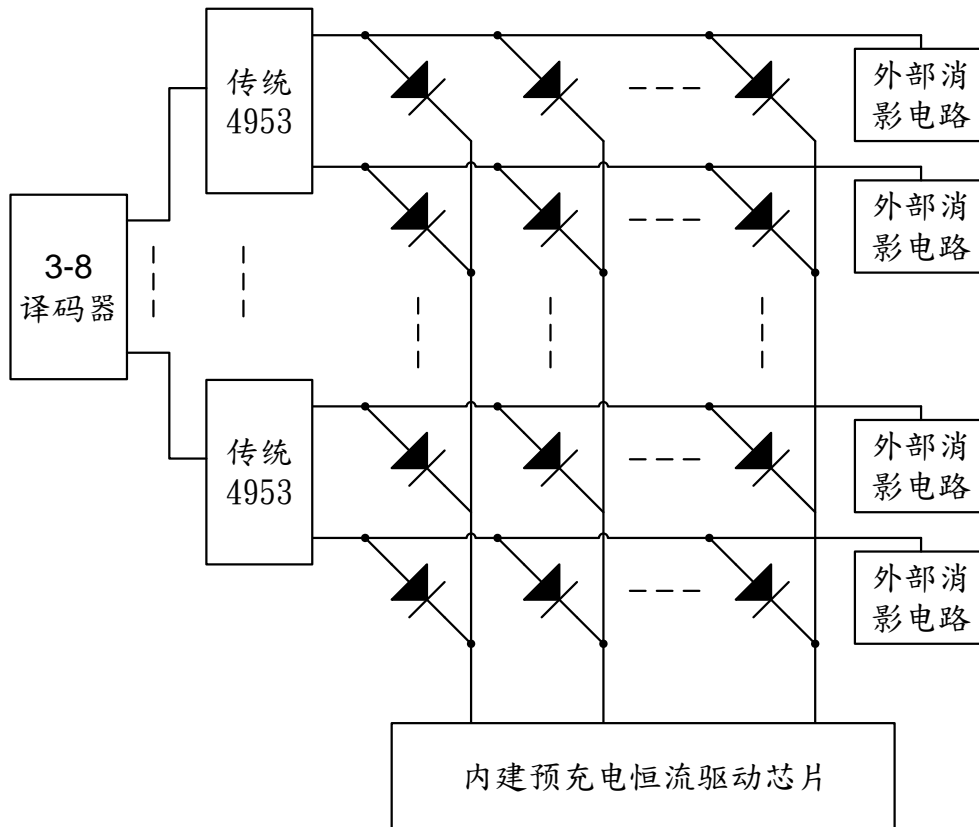 传统
4953
外部消
影电路
外部消
影电路
3-8
译码器
传统
4953
外部消
影电路
外部消
影电路
内建预充电恒流驱动芯片